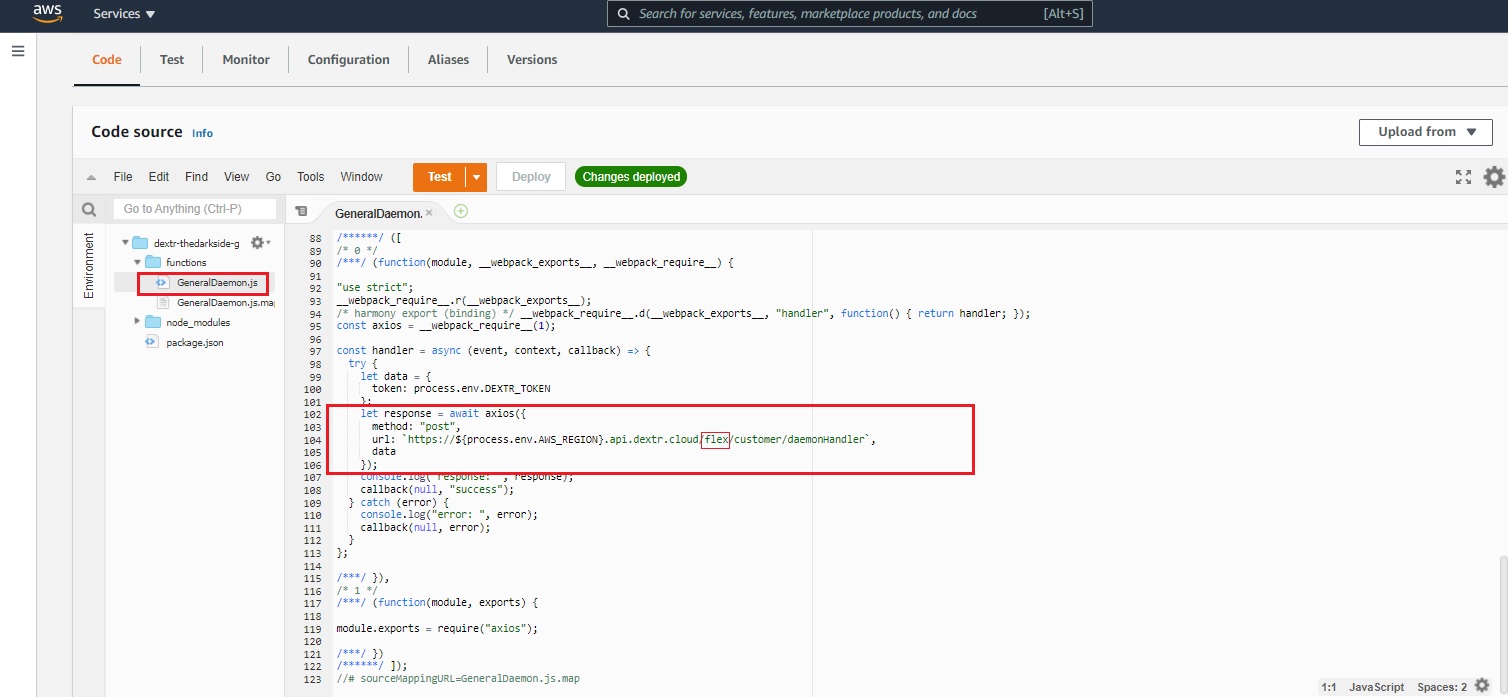 aws
Services
Search for services, features, marketplace products, and docs
[Alt+S]
Code
Test
Monitor
Configuration
Aliases
Versions
Code source
Info
Upload from
File
Edit
Find
View
Go
Tools
Window
Test
Deploy
Changes deployed
Go to Anything (Ctrl-P)
GeneralDaemon.
Environment
dextr-thedarkside-g
functions
GeneralDaemon.js
GeneralDaemon.js.map
node_modules
package.json
88 /******/ ([
89 /* 0 */
90 /***/ (function(module, __webpack_exports__, __webpack_require__) {
91
92 "use strict";
93 __webpack_require__.r(__webpack_exports__);
94 /* harmony export (binding) */ __webpack_require__.d(__webpack_exports__, "handler", function() { return handler; });
95 const axios = __webpack_require__(1);
96
97 const handler = async (event, context, callback) => {
98 try {
99 let data = {
100 token: process.env.DEXTR_TOKEN
101 };
102 let response = await axios({
103 method: "post",
104 url: `https://${process.env.AWS_REGION}.api.dextr.cloud/flex/customer/daemonHandler`,
105 data
106 });
107 console.log("response: ", response);
108 callback(null, "success");
109 } catch (error) {
110 console.log("error: ", error);
111 callback(null, error);
112 }
113 };
114
115 /***/ }),
116 /* 1 */
117 /***/ (function(module, exports) {
118
119 module.exports = require("axios");
120
121 /***/ })
122 /******/ ]);
123 //# sourceMappingURL=GeneralDaemon.js.map
1:1 JavaScript Spaces: 2